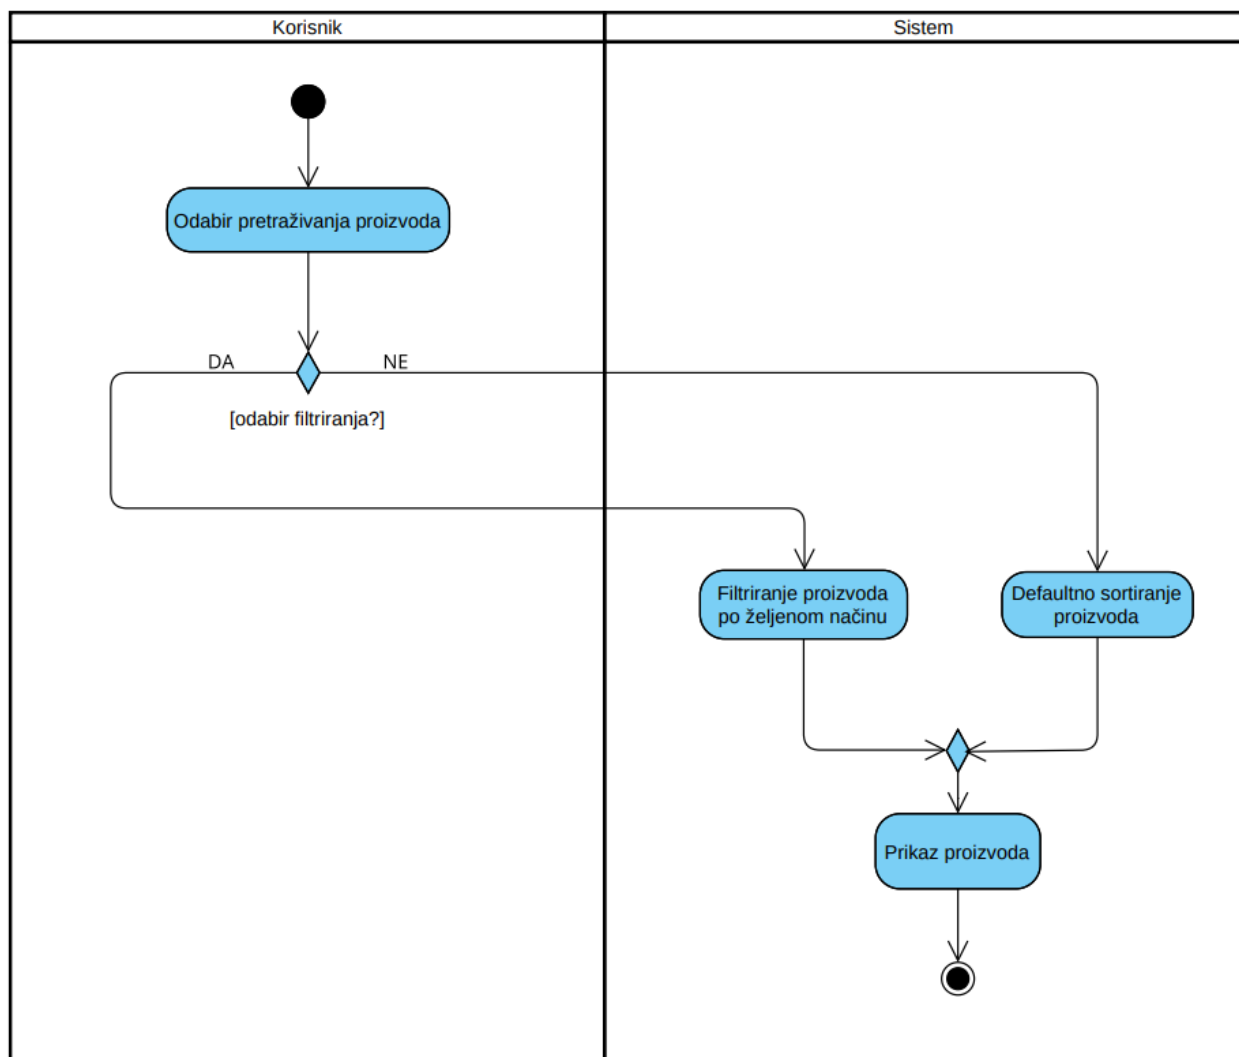 Korisnik
Sistem
Odabir pretraživanja proizvoda
DA
NE
[odabir filtriranja?]
Filtriranje proizvoda
po željenom načinu
Defaultno sortiranje
proizvoda
Prikaz proizvoda